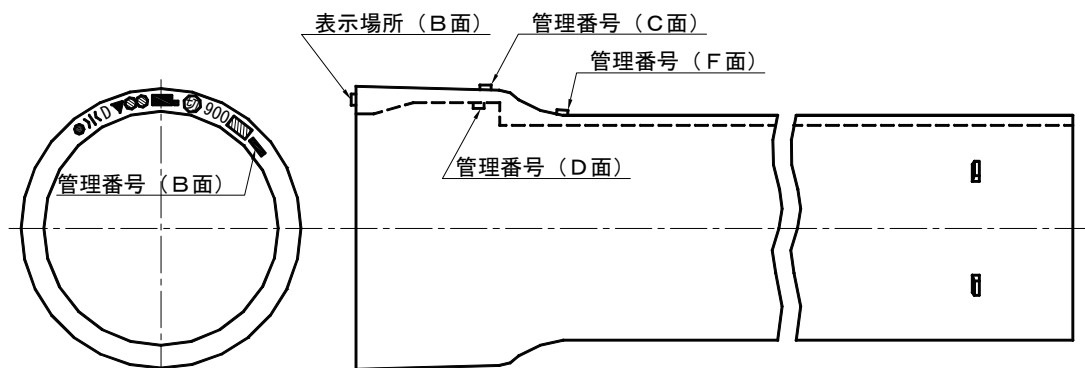 表示場所（Ｂ面）
管理番号（Ｃ面）
管理番号（Ｆ面）
管理番号（Ｄ面）
D
900
管理番号（Ｂ面）